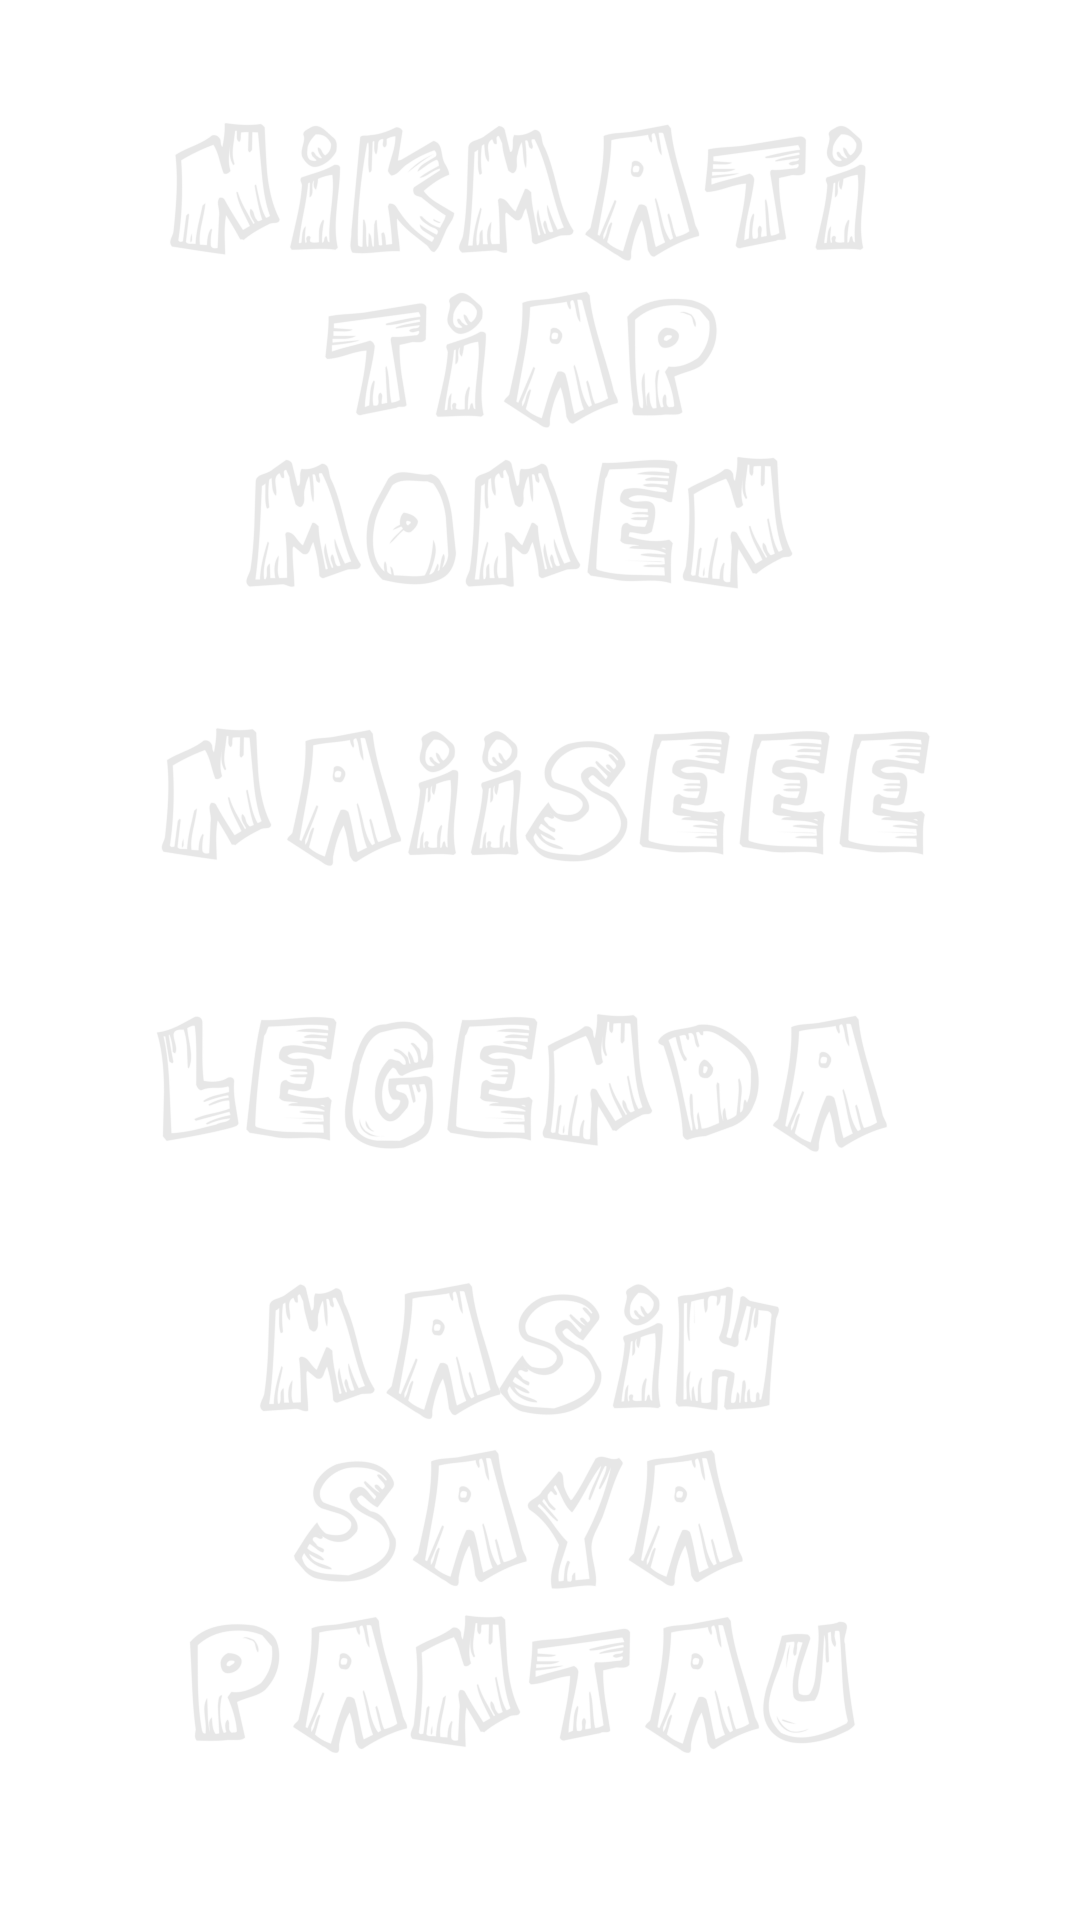 NiKMATi
TiAP
MOMEN
NAiiSEEE
LEGENDA
MASiH
SAYA
PANTAU